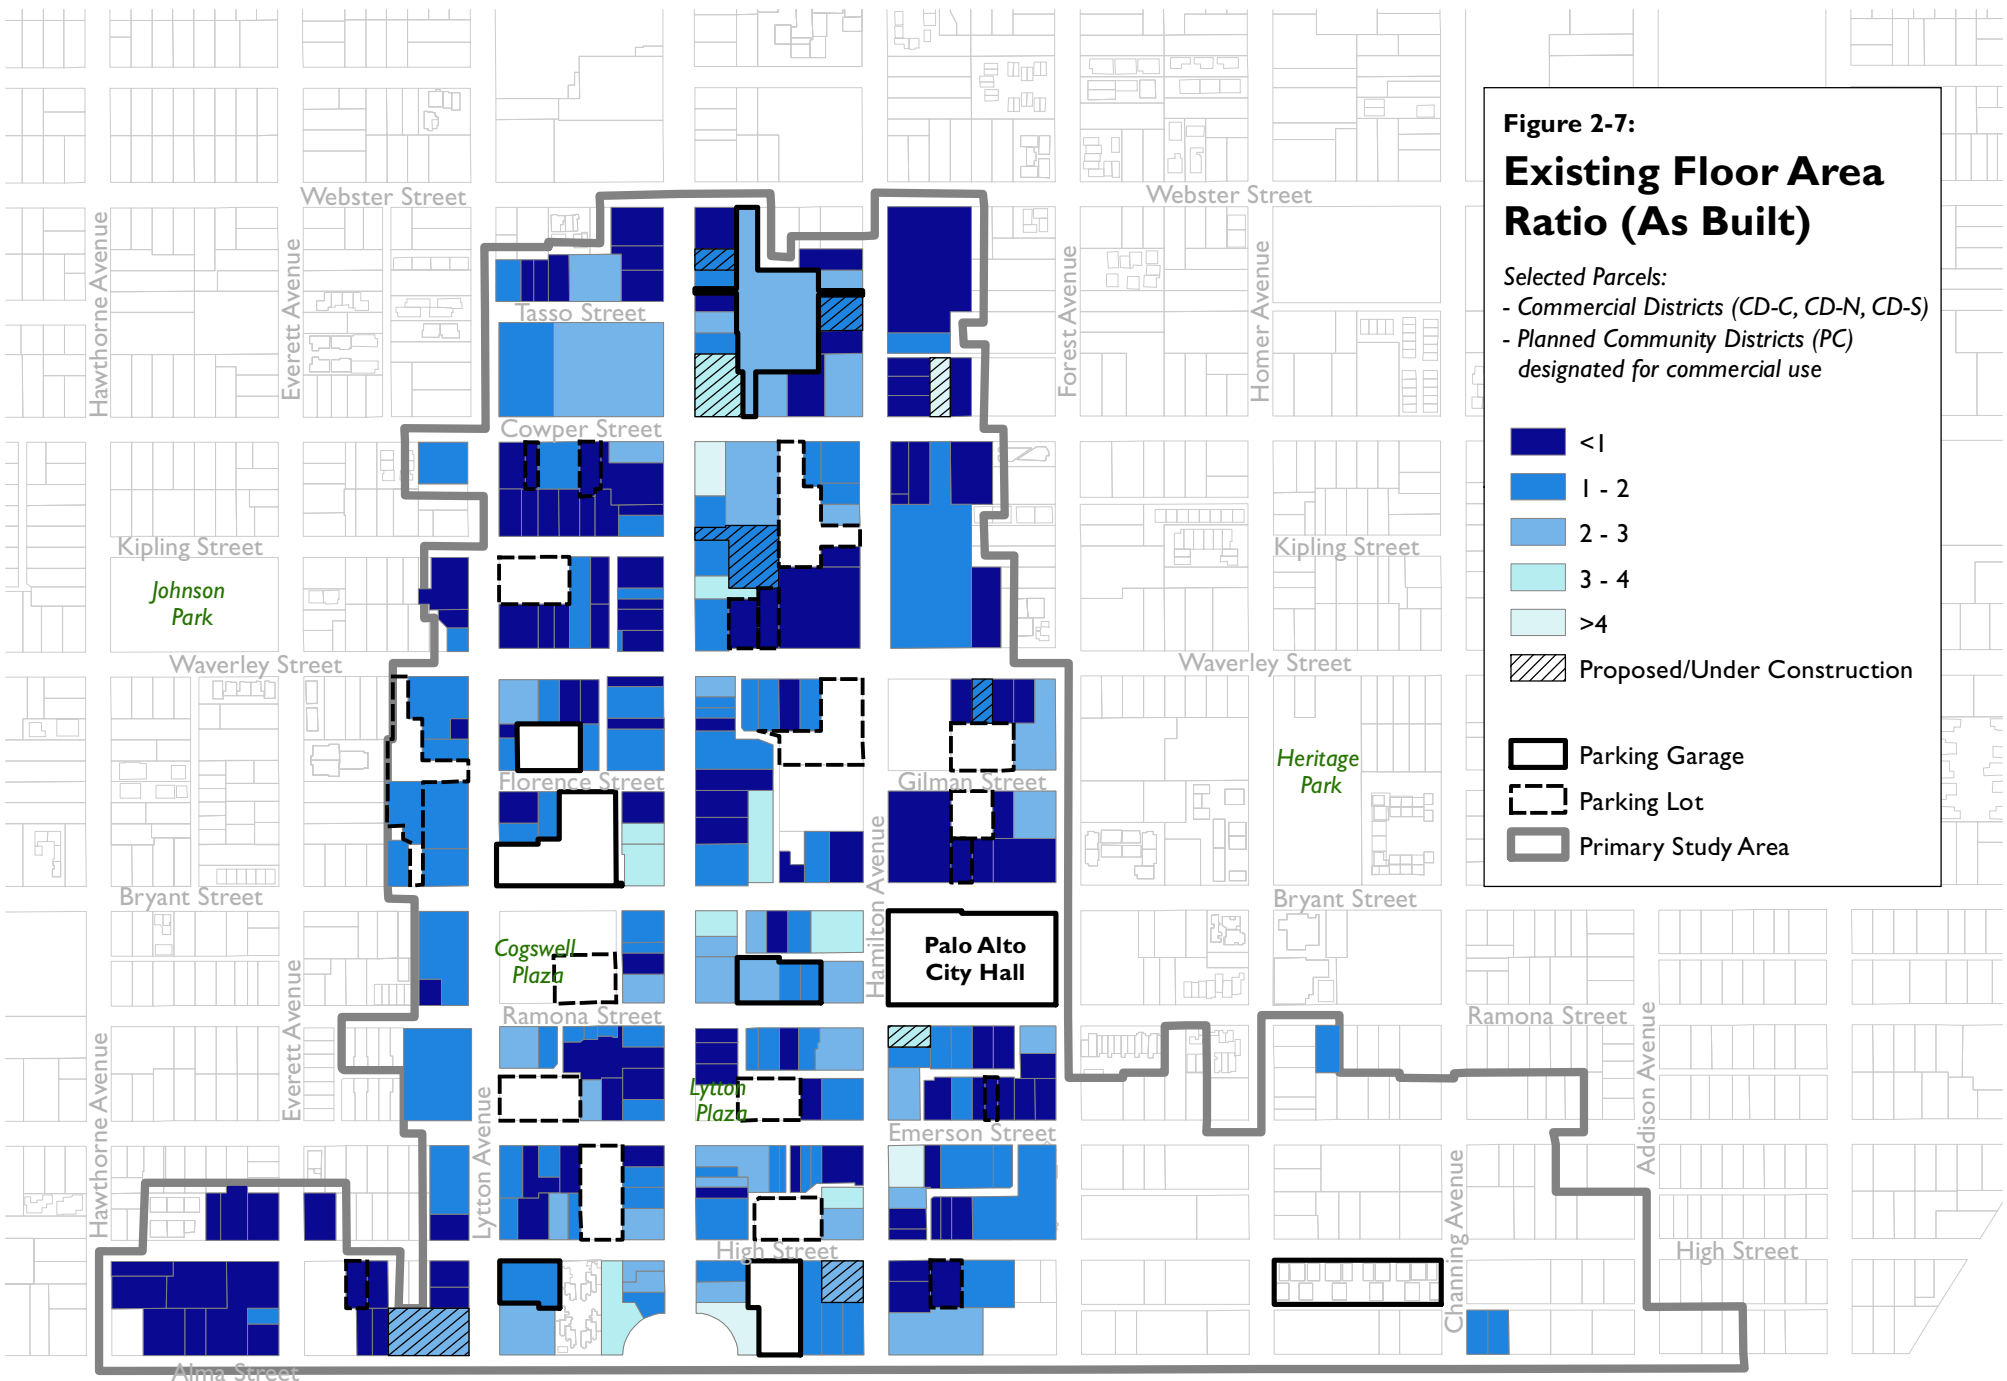 Figure 2-7:
Existing Floor Area
Ratio (As Built)
Selected Parcels:
- Commercial Districts (CD-C, CD-N, CD-S)
- Planned Community Districts (PC)
designated for commercial use
<1
1 - 2
2 - 3
3 - 4
>4
Proposed/Under Construction
Parking Garage
Parking Lot
Primary Study Area
Webster Street
Webster Street
Hawthorne Avenue
Everett Avenue
Forest Avenue
Homer Avenue
Tasso Street
Cowper Street
Kipling Street
Kipling Street
Johnson
Park
Waverley Street
Waverley Street
Heritage
Park
Florence Street
Gilman Street
Hamilton Avenue
Bryant Street
Bryant Street
Cogswell
Plaza
Palo Alto
City Hall
Ramona Street
Ramona Street
Hawthorne Avenue
Everett Avenue
Lytton Avenue
Lytton
Plaza
Emerson Street
Addison Avenue
Channing Avenue
High Street
High Street
Alma Street